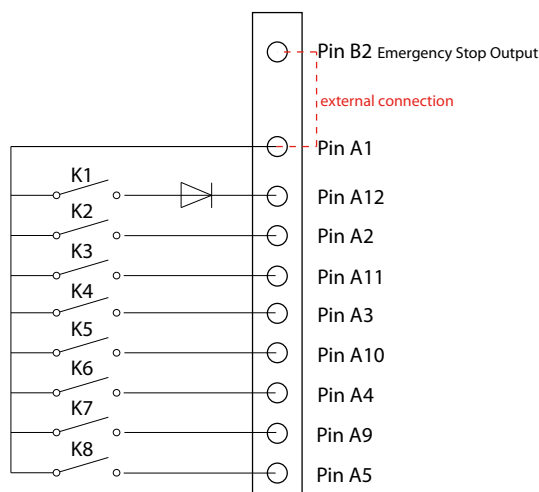 Pin B2 Emergency Stop Output
external connection
Pin A1
K1
Pin A12
K2
Pin A2
K3
Pin A11
K4
Pin A3
K5
Pin A10
K6
Pin A4
K7
Pin A9
K8
Pin A5